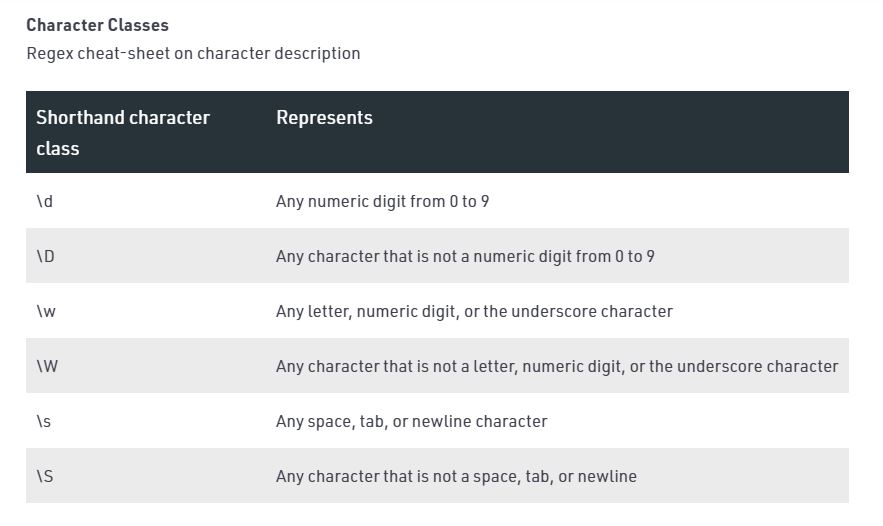 Character Classes
Regex cheat-sheet on character description
Shorthand character class Represents
\d Any numeric digit from 0 to 9
\D Any character that is not a numeric digit from 0 to 9
\w Any letter, numeric digit, or the underscore character
\W Any character that is not a letter, numeric digit, or the underscore character
\s Any space, tab, or newline character
\S Any character that is not a space, tab, or newline